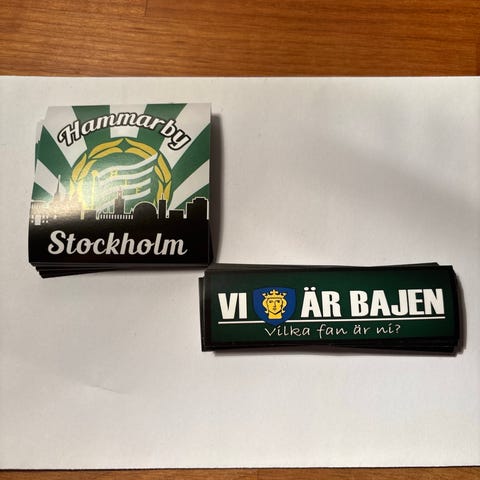 Hammarby
Stockholm
VI ÄR BAJEN
Vilka fan är ni?